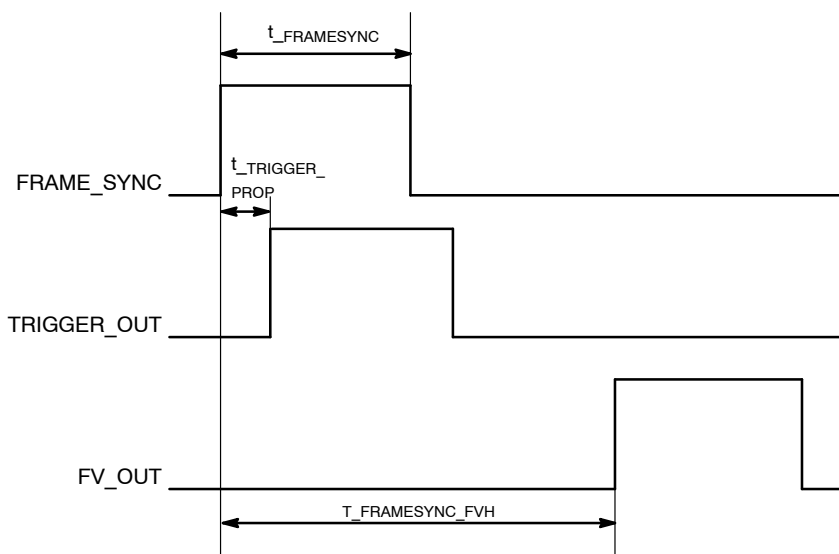 t_FRAMESYNC
t_TRIGGER_
PROP
FRAME_SYNC
TRIGGER_OUT
FV_OUT
T_FRAMESYNC_FVH